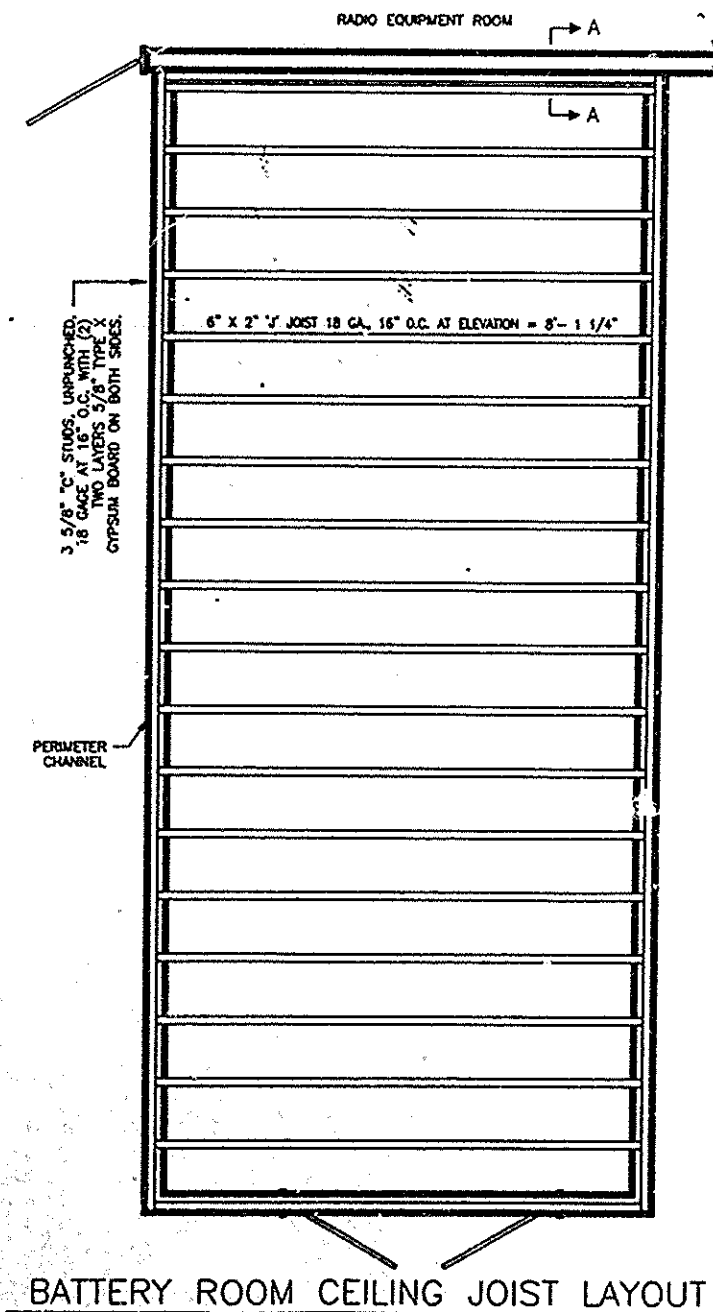 RADIO EQUIPMENT ROOM
A
A
6" X 2" "J" JOIST 18 GA., 16" O.C. AT ELEVATION = 8'- 1 1/4"
3 5/8" "C" STUDS, UNPUNCHED,
18 GAGE AT 16" O.C. WITH (2)
TWO LAYERS 5/8" TYPE X
GYPSUM BOARD ON BOTH SIDES.
PERIMETER
CHANNEL
BATTERY ROOM CEILING JOIST LAYOUT